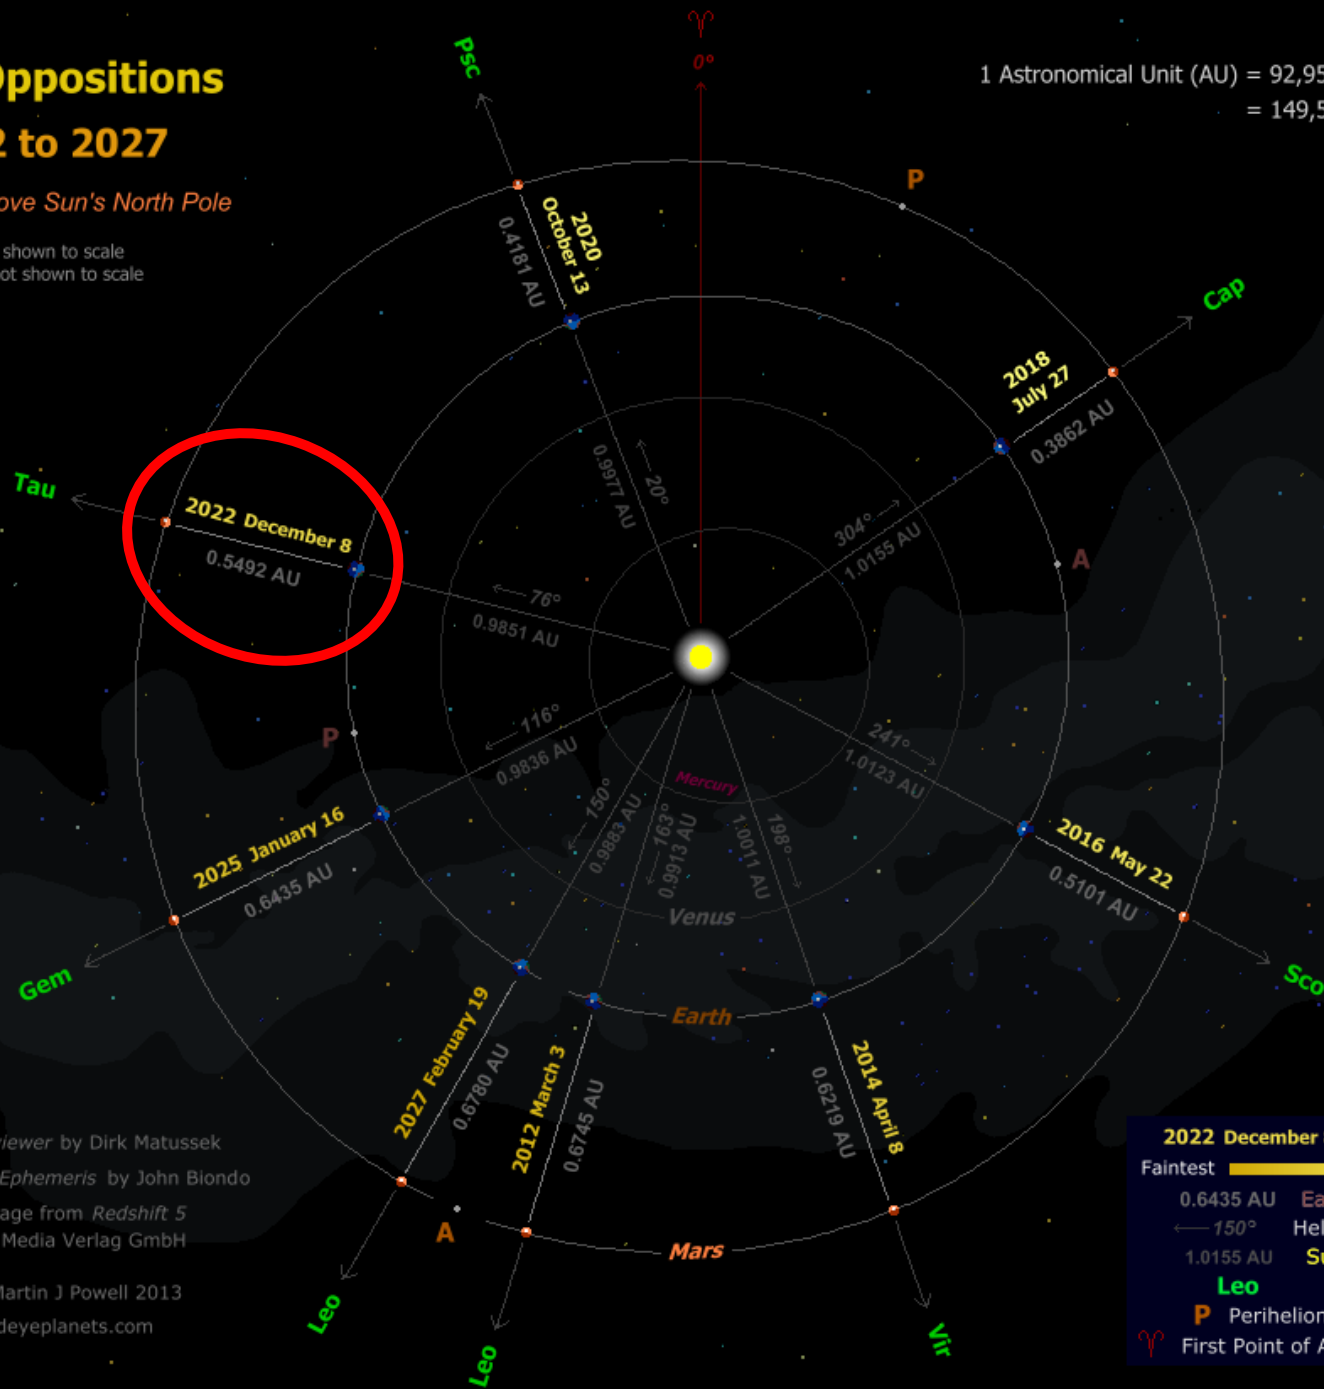 Oppositions
2 to 2027
ove Sun's North Pole
shown to scale
ot shown to scale
Psc
♈
0°
1 Astronomical Unit (AU) = 92,95
= 149,5
P
2020
October 13
0.4181 AU
Cap
2018
July 27
0.3862 AU
0.9977 AU
20°
304°
1.0155 AU
Tau
2022 December 8
0.5492 AU
76°
0.9851 AU
A
P
116°
0.9836 AU
241°
1.0123 AU
Mercury
150°
0.9883 AU
163°
0.9913 AU
198°
1.0011 AU
2025 January 16
0.6435 AU
Gem
2016 May 22
0.5101 AU
Sco
Venus
Earth
2027 February 19
0.6780 AU
2012 March 3
0.6745 AU
2014 April 8
0.6219 AU
A
Mars
Leo
Leo
Vir
viewer by Dirk Matussek
Ephemeris by John Biondo
age from Redshift 5
Media Verlag GmbH
Martin J Powell 2013
deyeplanets.com
2022 December
Faintest
0.6435 AU Ea
150° Hel
1.0155 AU Su
Leo
P Perihelion
♈ First Point of A